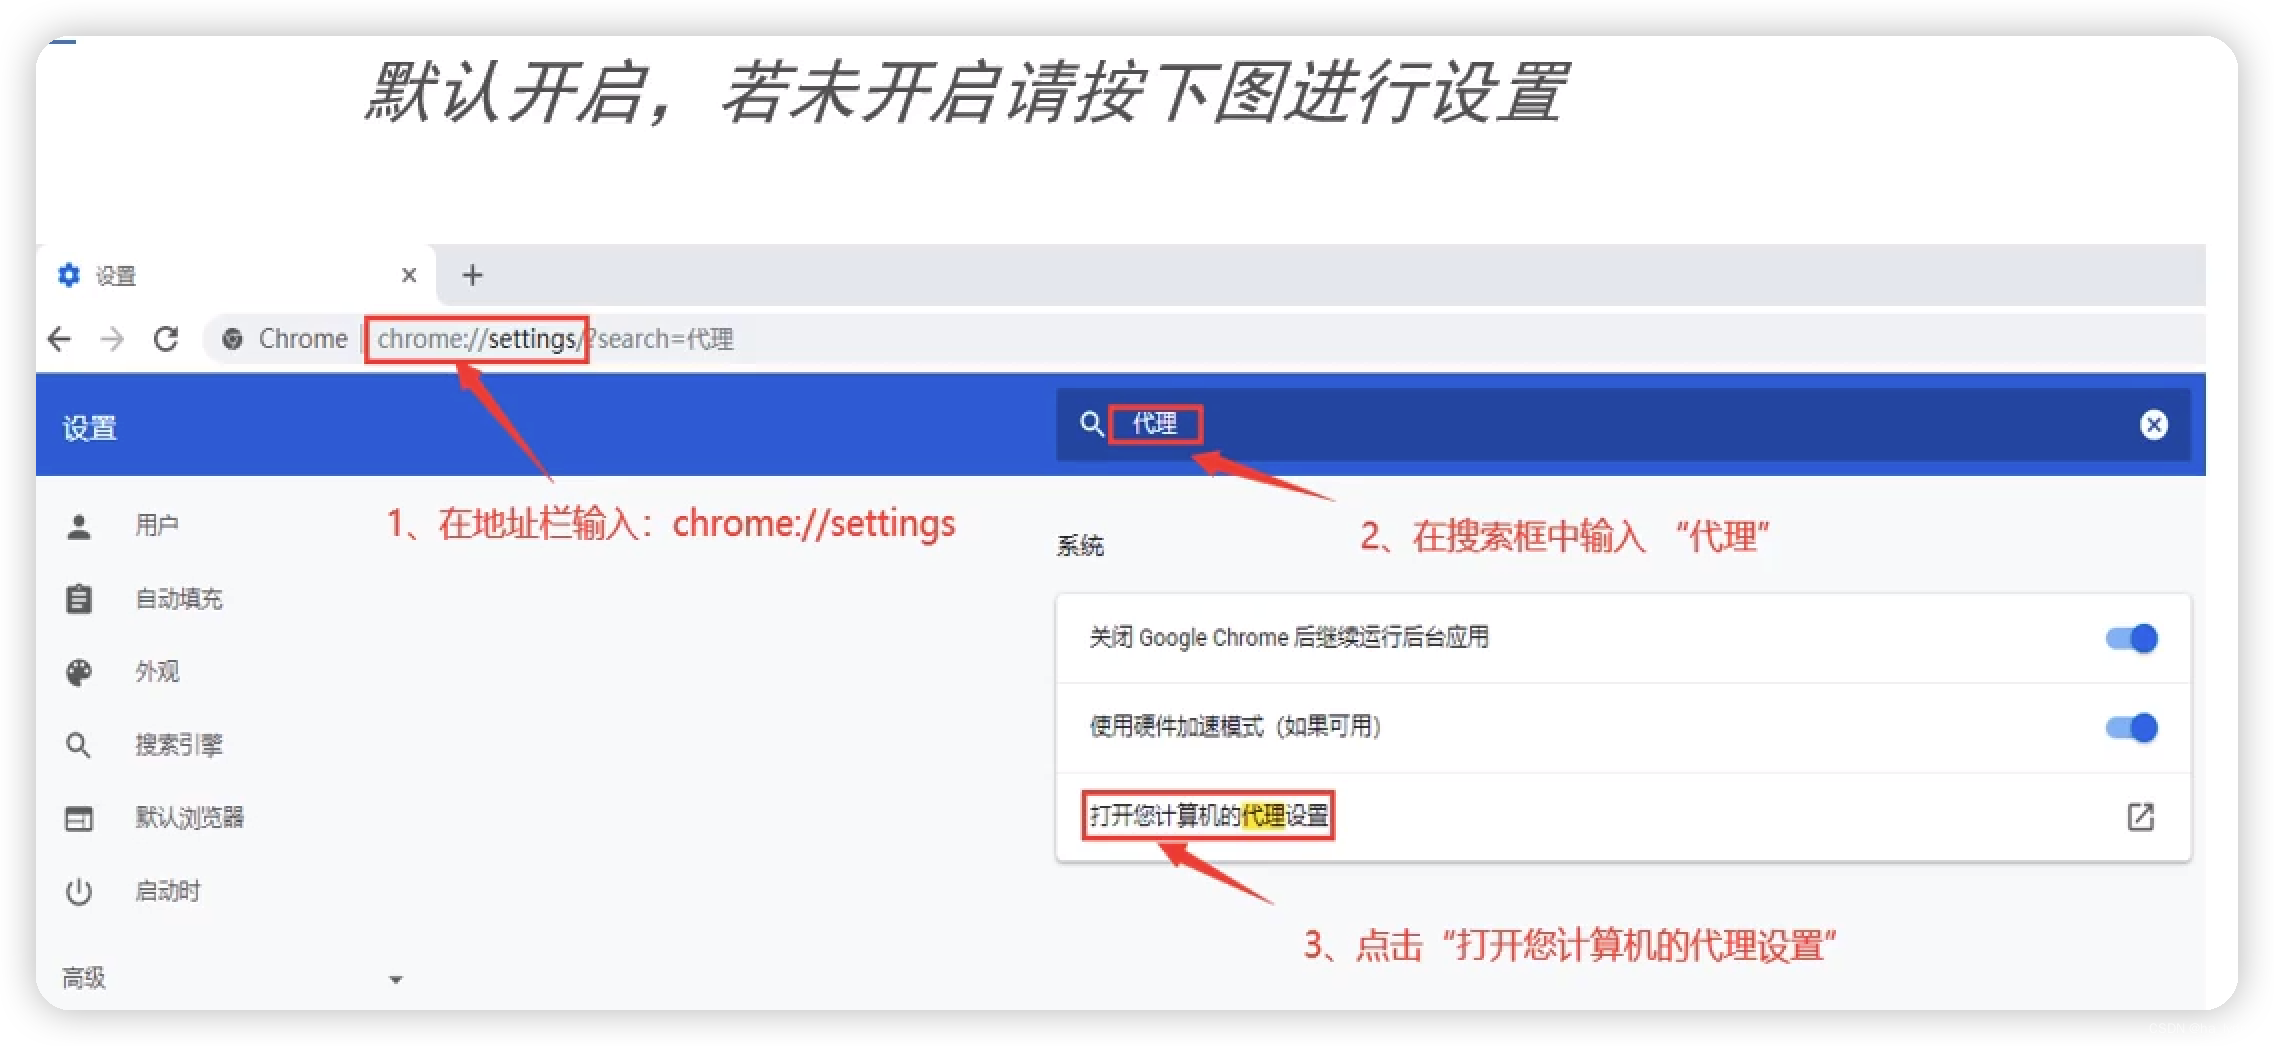 默认开启，若未开启请按下图进行设置
设置
Chrome chrome://settings/?search=代理
设置
代理
用户
1、在地址栏输入：chrome://settings
2、在搜索框中输入 “代理”
系统
自动填充
关闭 Google Chrome 后继续运行后台应用
外观
使用硬件加速模式（如果可用）
搜索引擎
默认浏览器
打开您计算机的代理设置
启动时
3、点击“打开您计算机的代理设置”
高级